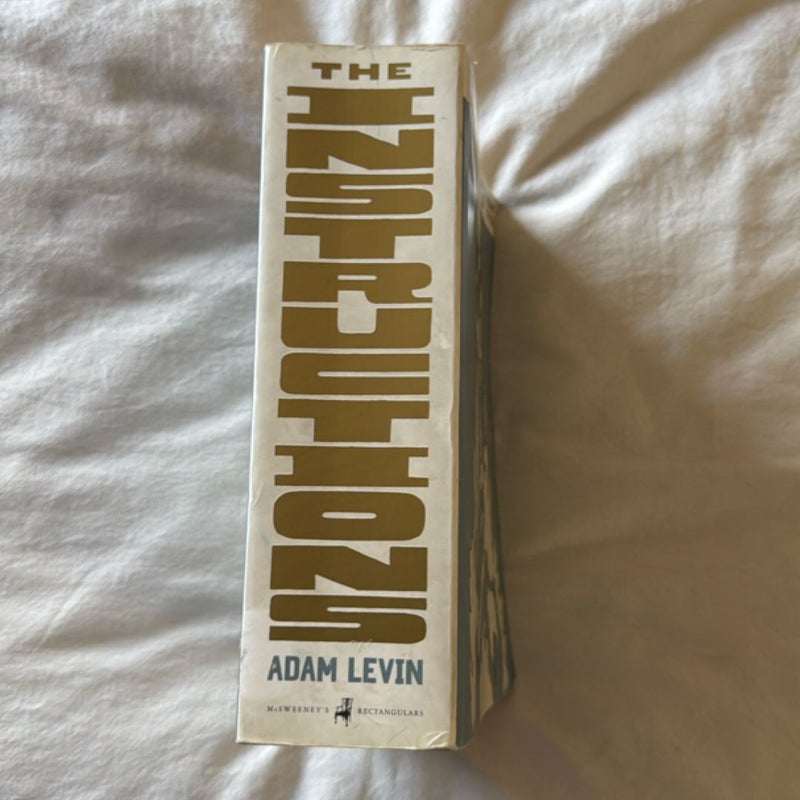 THE
INSTRUCTIONS
ADAM LEVIN
McSWEENEY'S RECTANGULARS